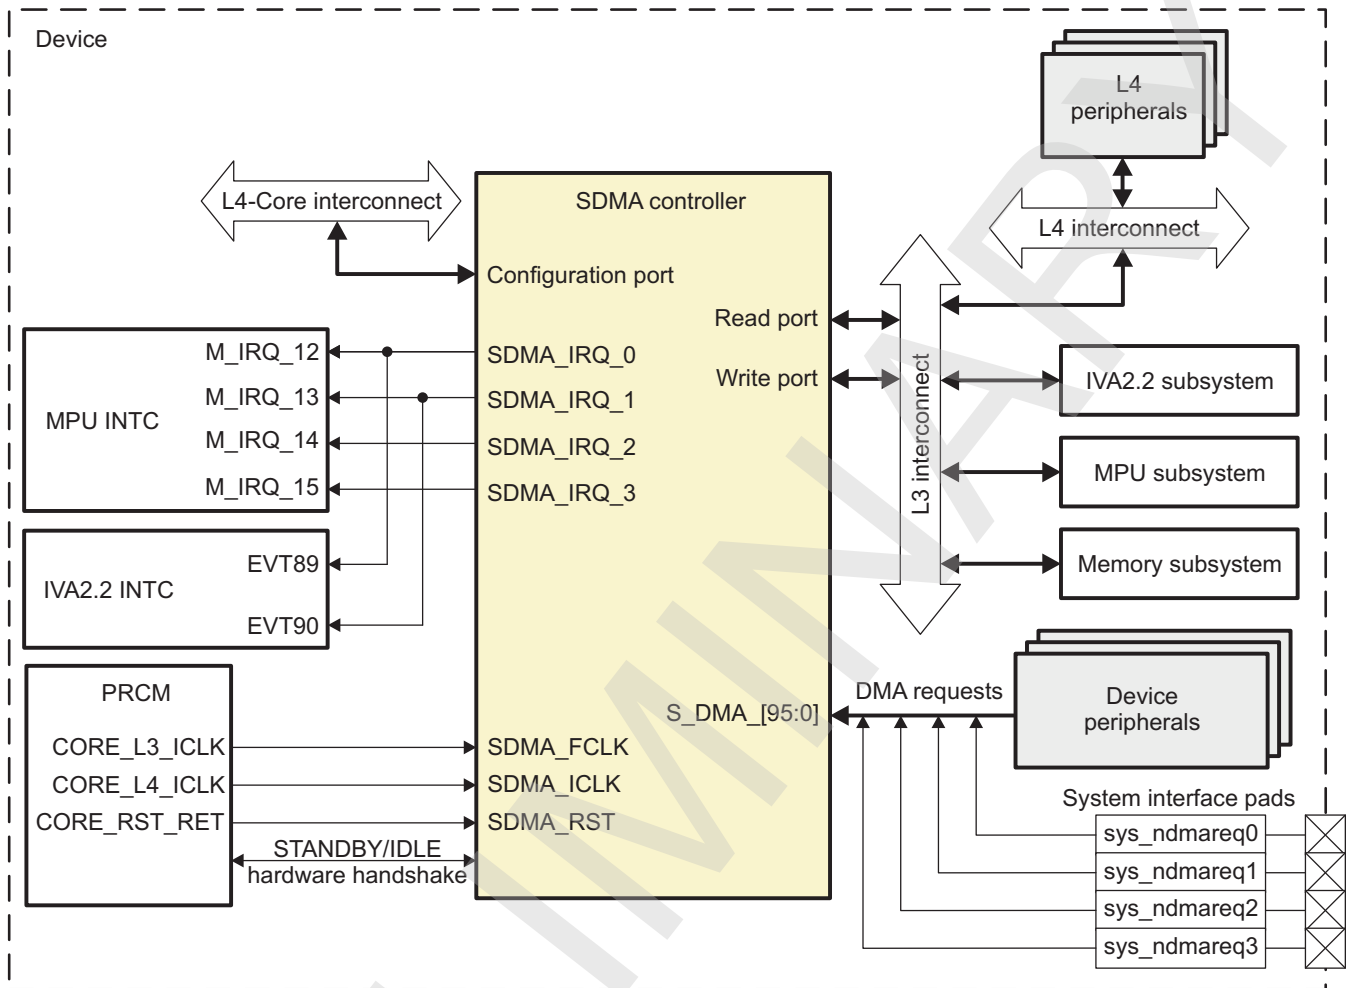 Device
L4
peripherals
L4-Core interconnect
SDMA controller
L4 interconnect
Configuration port
Read port
Write port
L3 interconnect
MPU INTC
M_IRQ_12
M_IRQ_13
M_IRQ_14
M_IRQ_15
SDMA_IRQ_0
SDMA_IRQ_1
SDMA_IRQ_2
SDMA_IRQ_3
IVA2.2 subsystem
MPU subsystem
Memory subsystem
IVA2.2 INTC
EVT89
EVT90
PRCM
CORE_L3_ICLK
CORE_L4_ICLK
CORE_RST_RET
STANDBY/IDLE
hardware handshake
SDMA_FCLK
SDMA_ICLK
SDMA_RST
S_DMA_[95:0]
DMA requests
Device
peripherals
System interface pads
sys_ndmareq0
sys_ndmareq1
sys_ndmareq2
sys_ndmareq3